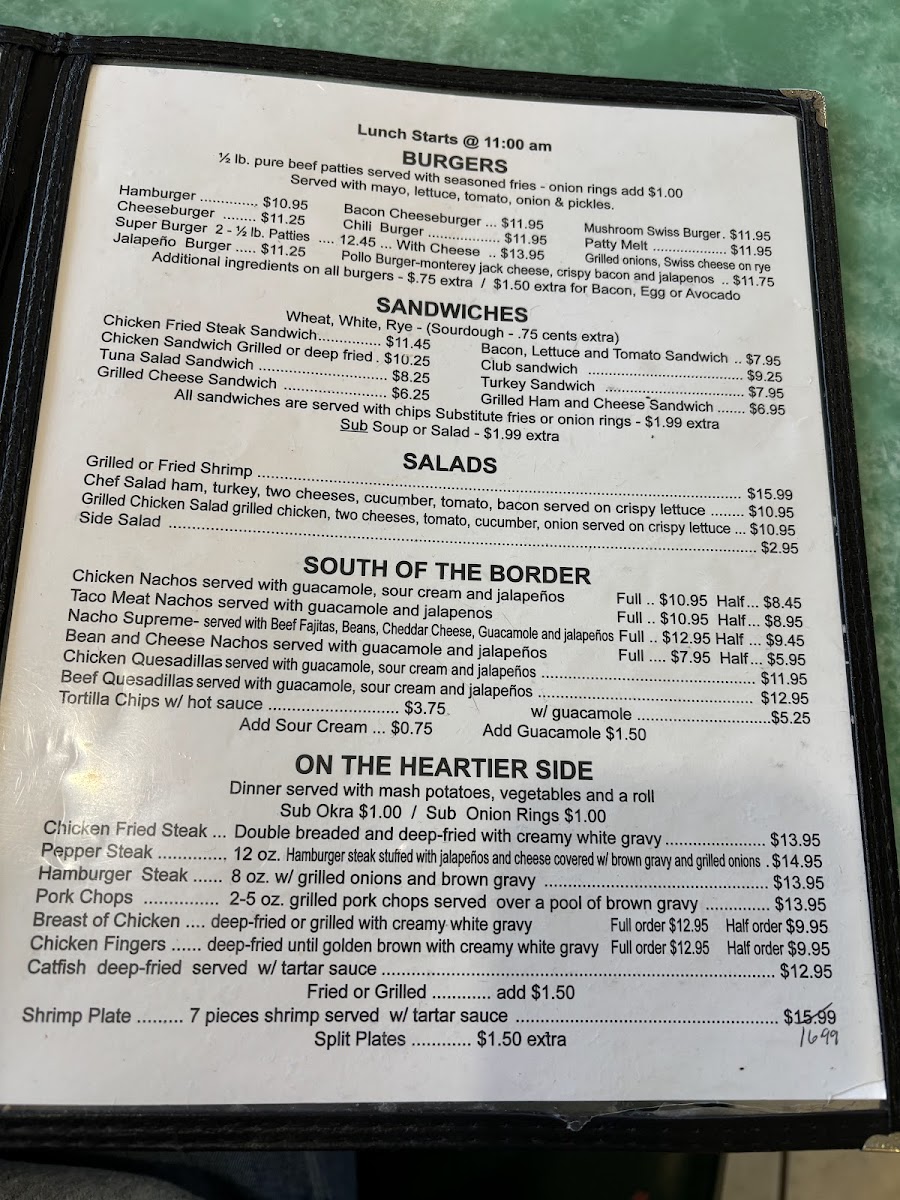 Lunch Starts @ 11:00 am
BURGERS
½ lb. pure beef patties served with seasoned fries - onion rings add $1.00
Served with mayo, lettuce, tomato, onion & pickles.
Hamburger ............. $10.95
Cheeseburger ........ $11.25
Super Burger 2 - ½ lb. Patties .... 12.45 ... With Cheese .. $13.95
Jalapeño Burger ..... $11.25
Bacon Cheeseburger ... $11.95
Chili Burger ................. $11.95
Mushroom Swiss Burger. $11.95
Patty Melt ................. $11.95
Grilled onions, Swiss cheese on rye
Pollo Burger-monterey jack cheese, crispy bacon and jalapenos .. $11.75
Additional ingredients on all burgers - $.75 extra / $1.50 extra for Bacon, Egg or Avocado
SANDWICHES
Wheat, White, Rye - (Sourdough - .75 cents extra)
Chicken Fried Steak Sandwich.............. $11.45
Chicken Sandwich Grilled or deep fried . $10.25
Tuna Salad Sandwich ............................. $8.25
Grilled Cheese Sandwich ............................. $6.25
Bacon, Lettuce and Tomato Sandwich .. $7.95
Club sandwich ................................... $9.25
Turkey Sandwich ............................... $7.95
Grilled Ham and Cheese Sandwich ....... $6.95
All sandwiches are served with chips Substitute fries or onion rings - $1.99 extra
Sub Soup or Salad - $1.99 extra
SALADS
Grilled or Fried Shrimp ........................................ $15.99
Chef Salad ham, turkey, two cheeses, cucumber, tomato, bacon served on crispy lettuce ........ $10.95
Grilled Chicken Salad grilled chicken, two cheeses, tomato, cucumber, onion served on crispy lettuce ... $10.95
Side Salad ........................................ $2.95
SOUTH OF THE BORDER
Chicken Nachos served with guacamole, sour cream and jalapeños Full .. $10.95 Half... $8.45
Taco Meat Nachos served with guacamole and jalapenos Full .. $10.95 Half... $8.95
Nacho Supreme- served with Beef Fajitas, Beans, Cheddar Cheese, Guacamole and jalapeños Full .. $12.95 Half ... $9.45
Bean and Cheese Nachos served with guacamole and jalapeños Full .... $7.95 Half... $5.95
Chicken Quesadillas served with guacamole, sour cream and jalapeños ........................................ $11.95
Beef Quesadillas served with guacamole, sour cream and jalapeños ........................................ $12.95
Tortilla Chips w/ hot sauce ............................. $3.75 w/ guacamole .........................$5.25
Add Sour Cream ... $0.75 Add Guacamole $1.50
ON THE HEARTIER SIDE
Dinner served with mash potatoes, vegetables and a roll
Sub Okra $1.00 / Sub Onion Rings $1.00
Chicken Fried Steak ... Double breaded and deep-fried with creamy white gravy .................. $13.95
Pepper Steak .............. 12 oz. Hamburger steak stuffed with jalapeños and cheese covered w/ brown gravy and grilled onions . $14.95
Hamburger Steak ...... 8 oz. w/ grilled onions and brown gravy ........................................ $13.95
Pork Chops ............... 2-5 oz. grilled pork chops served over a pool of brown gravy ............. $13.95
Breast of Chicken .... deep-fried or grilled with creamy white gravy Full order $12.95 Half order $9.95
Chicken Fingers ...... deep-fried until golden brown with creamy white gravy Full order $12.95 Half order $9.95
Catfish deep-fried served w/ tartar sauce ........................................ $12.95
Fried or Grilled ............ add $1.50
Shrimp Plate ......... 7 pieces shrimp served w/ tartar sauce ........................................ $15.99
1699
Split Plates ............ $1.50 extra